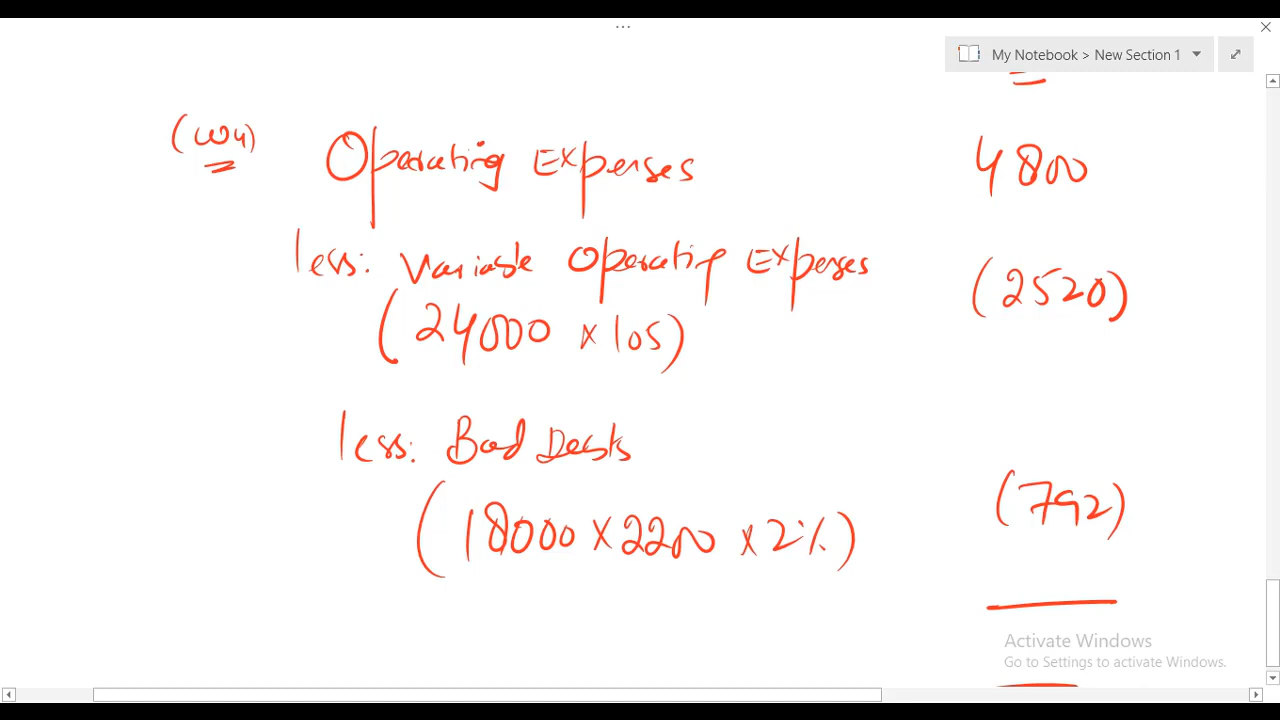 ...
My Notebook > New Section 1
(W4) Operating Expenses 4800
less: Variable Operating Expenses (2520)
(24000 × 105)
less: Bad Debts (792)
(18000 × 2200 × 2%)
Activate Windows
Go to Settings to activate Windows.